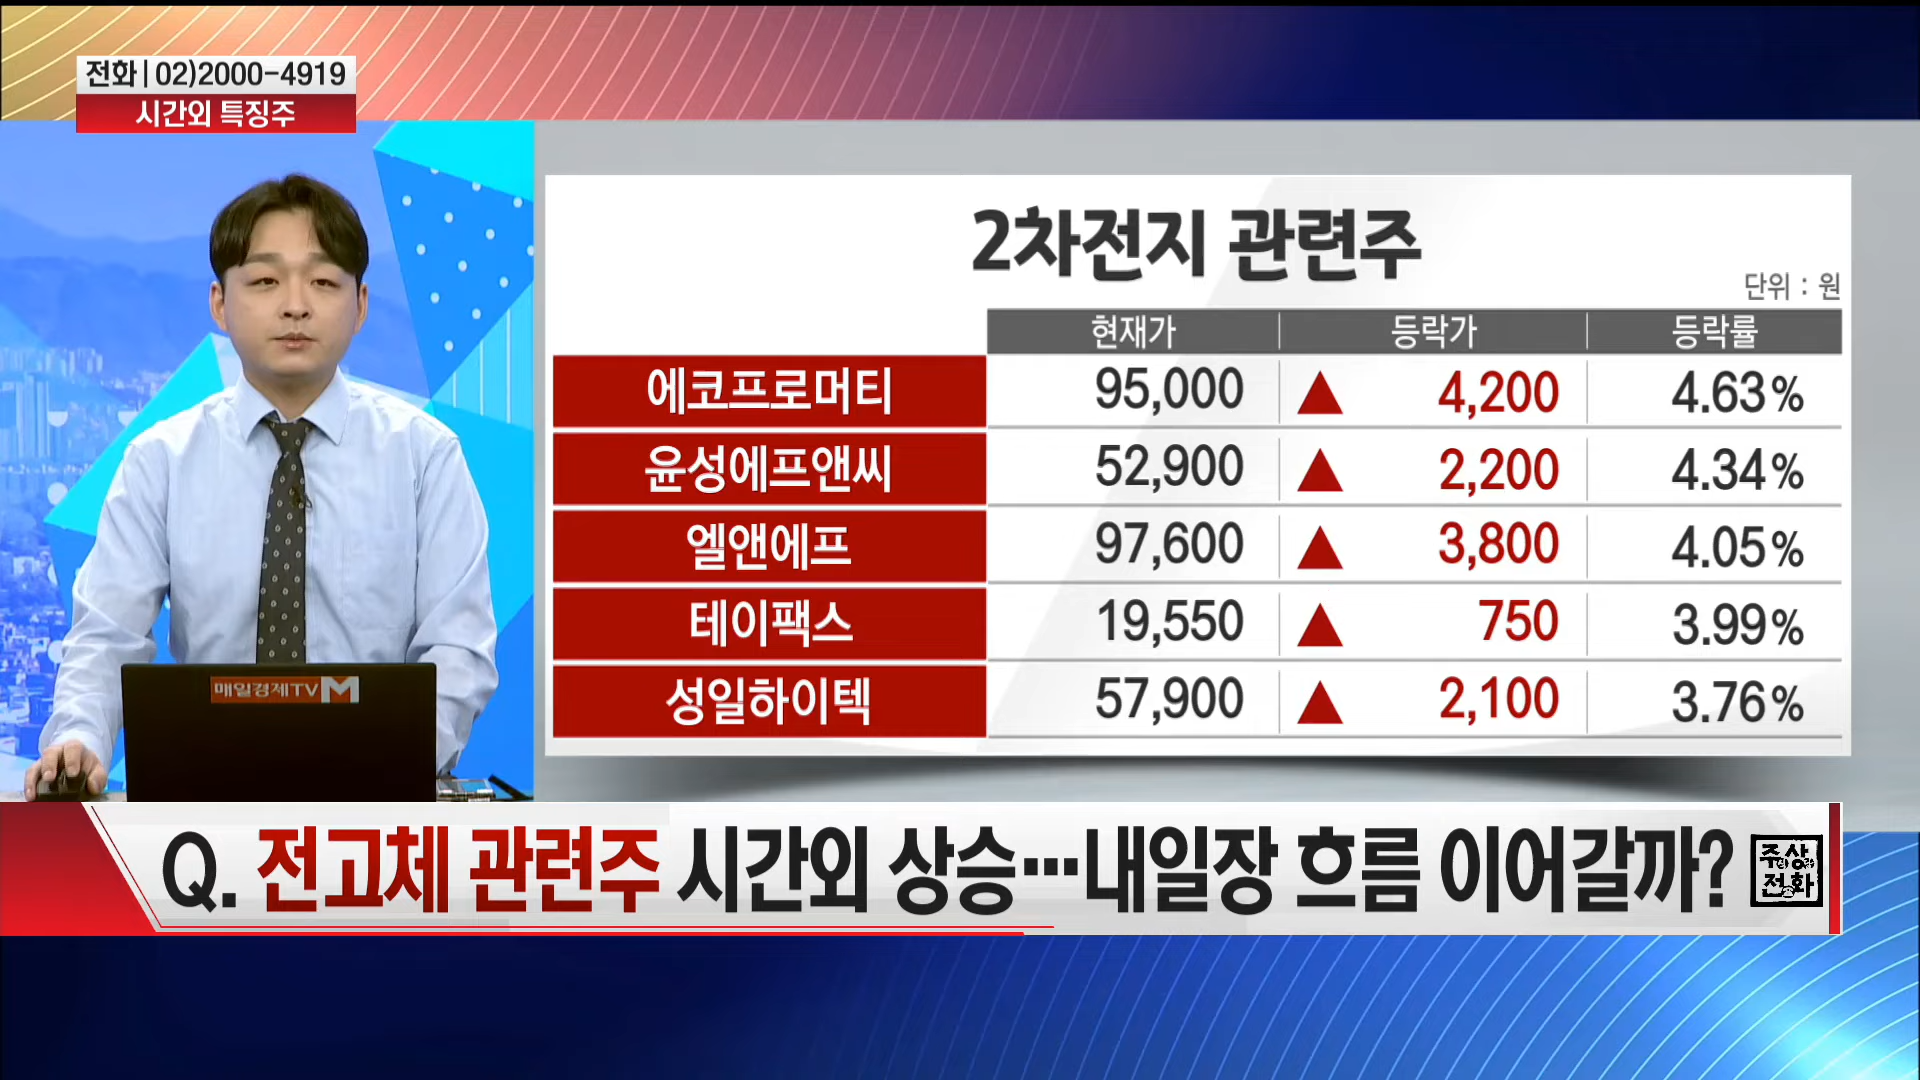 전화 | 02)2000-4919
시간외 특징주
2차전지 관련주
단위 : 원
현재가 등락가 등락률
에코프로머티 95,000 ▲ 4,200 4.63%
윤성에프앤씨 52,900 ▲ 2,200 4.34%
엘앤에프 97,600 ▲ 3,800 4.05%
테이팩스 19,550 ▲ 750 3.99%
성일하이텍 57,900 ▲ 2,100 3.76%
매일경제TV M
Q. 전고체 관련주 시간외 상승…내일장 흐름 이어갈까?
주상
전화